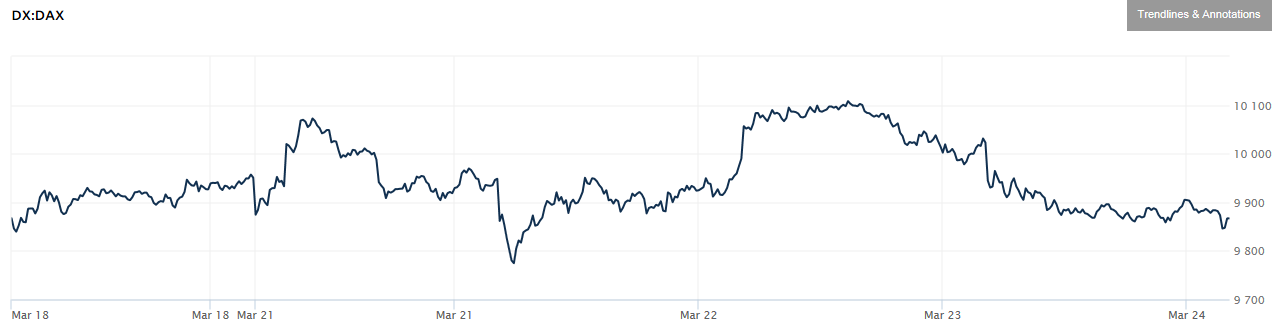 DX:DAX
Trendlines & Annotations
10 100
10 000
9 900
9 800
9 700
Mar 18 Mar 18 Mar 21 Mar 21 Mar 22 Mar 23 Mar 24